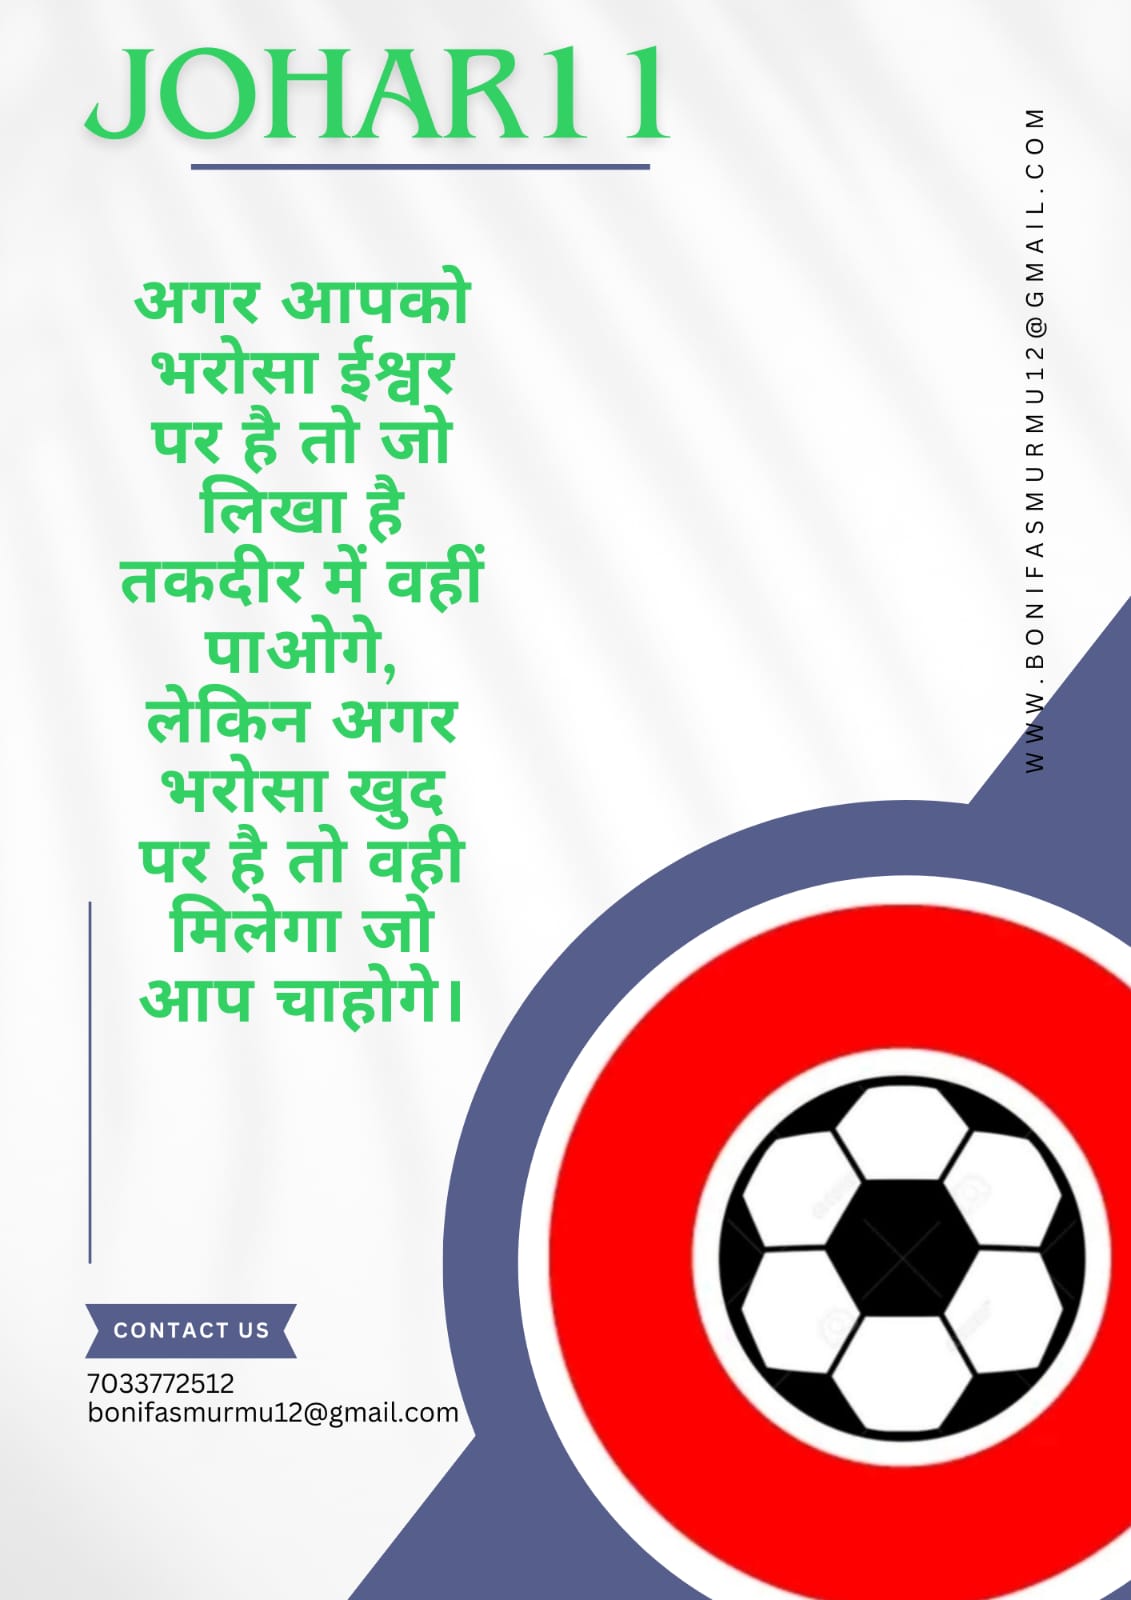 JOHAR11
अगर आपको
भरोसा ईश्वर
पर है तो जो
लिखा है
तकदीर में वहीं
पाओगे,
लेकिन अगर
भरोसा खुद
पर है तो वही
मिलेगा जो
आप चाहोगे।
WWW.BONIFASMURMU12@GMAIL.COM
CONTACT US
7033772512
bonifasmurmu12@gmail.com